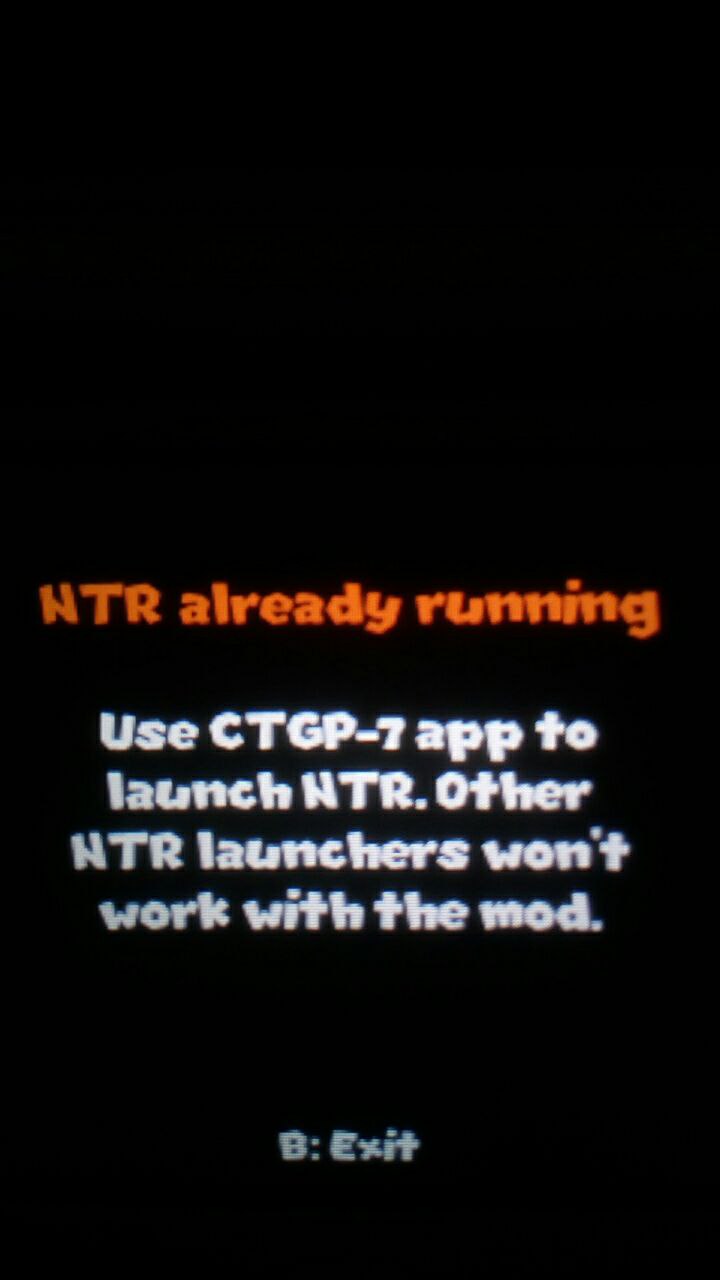 NTR already running
Use CTGP-7 app to
launch NTR. Other
NTR launchers won't
work with the mod.
B: Exit